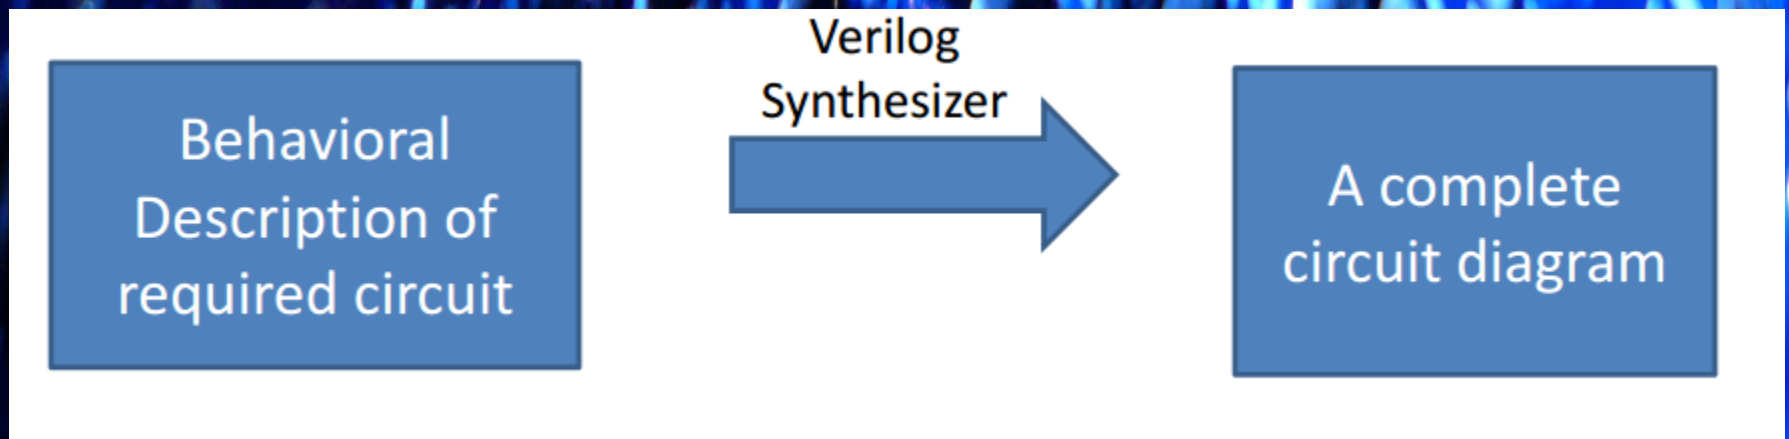 Behavioral
Description of
required circuit
Verilog
Synthesizer
A complete
circuit diagram